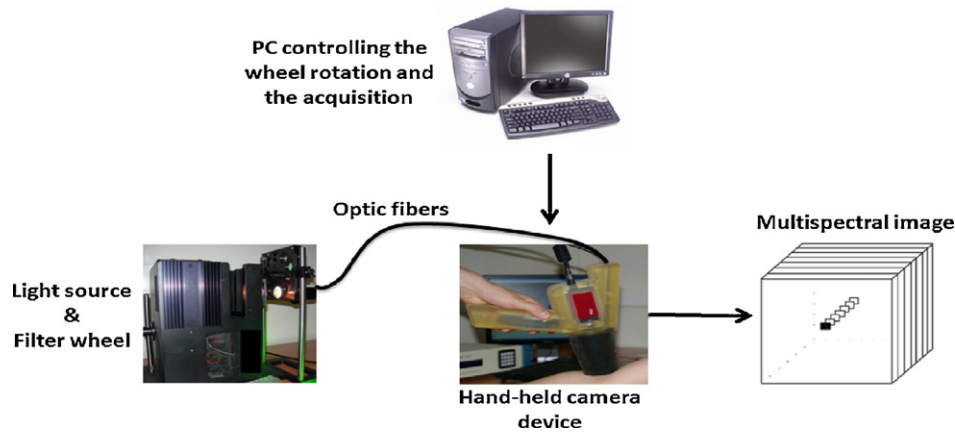 PC controlling the
wheel rotation and
the acquisition
Optic fibers
Multispectral image
Light source
&
Filter wheel
Hand-held camera
device